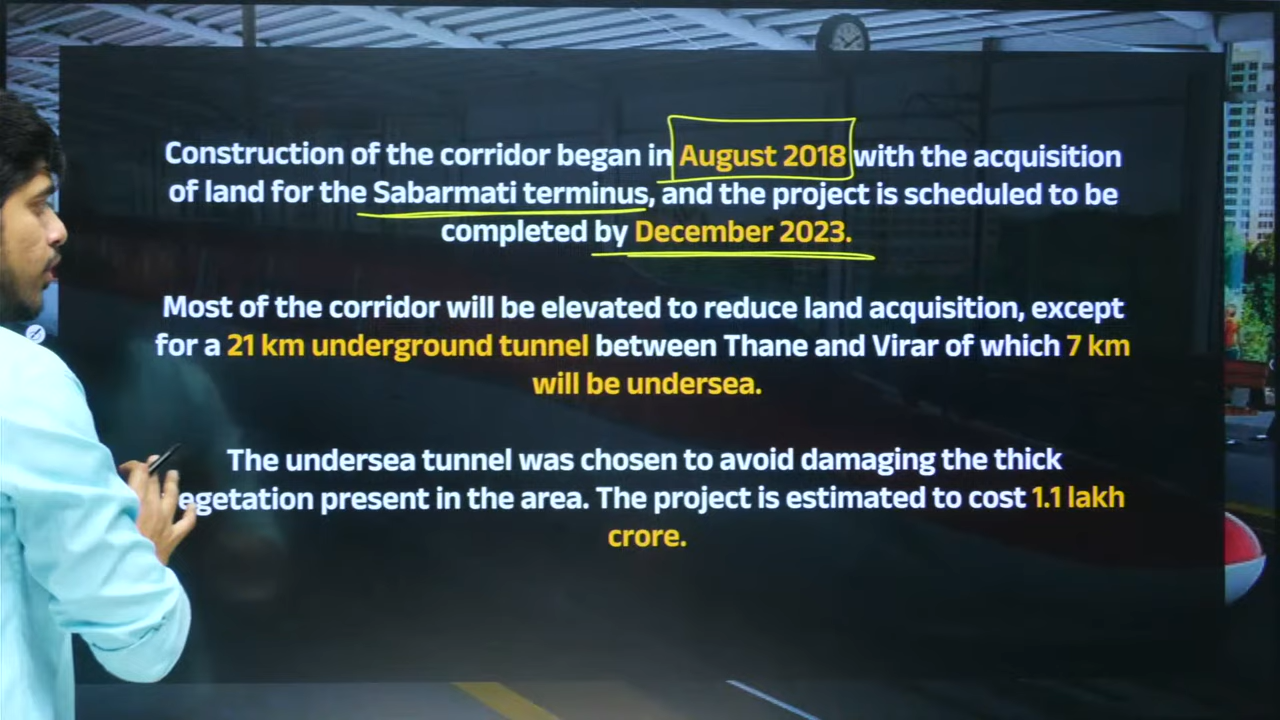 Construction of the corridor began in August 2018 with the acquisition
of land for the Sabarmati terminus, and the project is scheduled to be
completed by December 2023.
Most of the corridor will be elevated to reduce land acquisition, except
for a 21 km underground tunnel between Thane and Virar of which 7 km
will be undersea.
The undersea tunnel was chosen to avoid damaging the thick
egetation present in the area. The project is estimated to cost 1.1 lakh
crore.